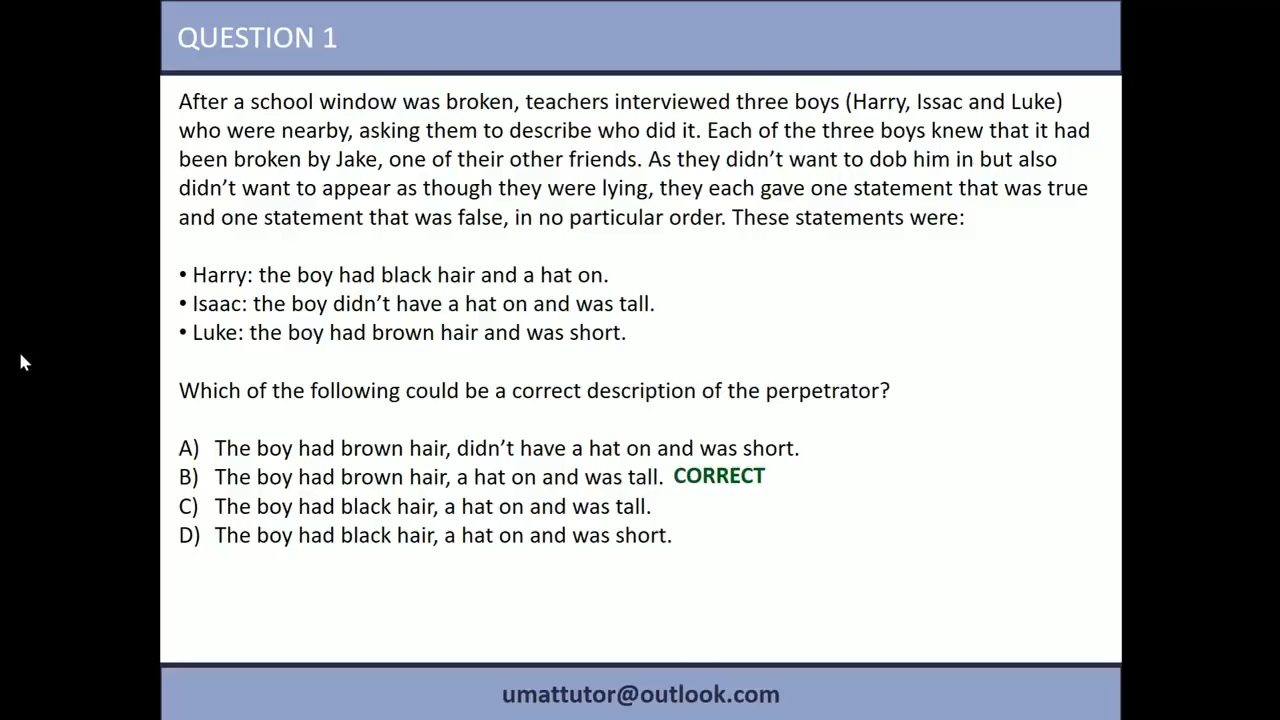 QUESTION 1
After a school window was broken, teachers interviewed three boys (Harry, Issac and Luke)
who were nearby, asking them to describe who did it. Each of the three boys knew that it had
been broken by Jake, one of their other friends. As they didn’t want to dob him in but also
didn’t want to appear as though they were lying, they each gave one statement that was true
and one statement that was false, in no particular order. These statements were:
• Harry: the boy had black hair and a hat on.
• Isaac: the boy didn’t have a hat on and was tall.
• Luke: the boy had brown hair and was short.
Which of the following could be a correct description of the perpetrator?
A) The boy had brown hair, didn’t have a hat on and was short.
B) The boy had brown hair, a hat on and was tall. CORRECT
C) The boy had black hair, a hat on and was tall.
D) The boy had black hair, a hat on and was short.
umattutor@outlook.com